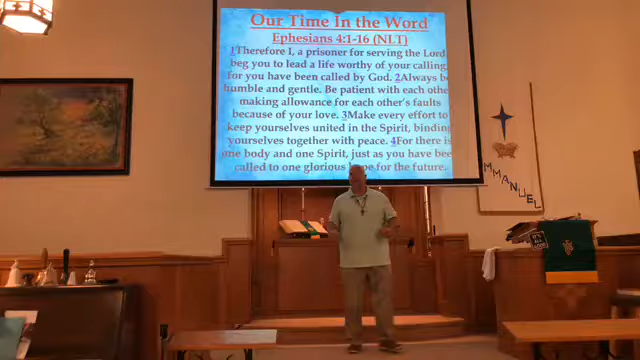 Our Time In the Word
Ephesians 4:1-16 (NLT)
1Therefore I, a prisoner for serving the Lord
beg you to lead a life worthy of your calling,
for you have been called by God. 2Always b
humble and gentle. Be patient with each othe
making allowance for each other's faults
because of your love. 3Make every effort to
keep yourselves united in the Spirit, binding
yourselves together with peace. 4For there is
one body and one Spirit, just as you have bee
called to one glorious hope for the future.
MMANUEL